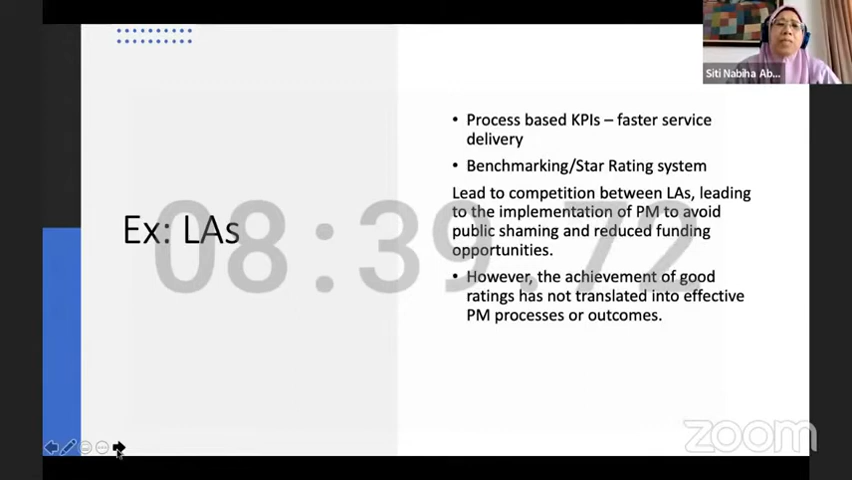 Siti Nabiha Ab...
• Process based KPIs – faster service
delivery
• Benchmarking/Star Rating system
Lead to competition between LAs, leading
to the implementation of PM to avoid
public shaming and reduced funding
opportunities.
• However, the achievement of good
ratings has not translated into effective
PM processes or outcomes.
Ex: LAs
08:39.72
zoom